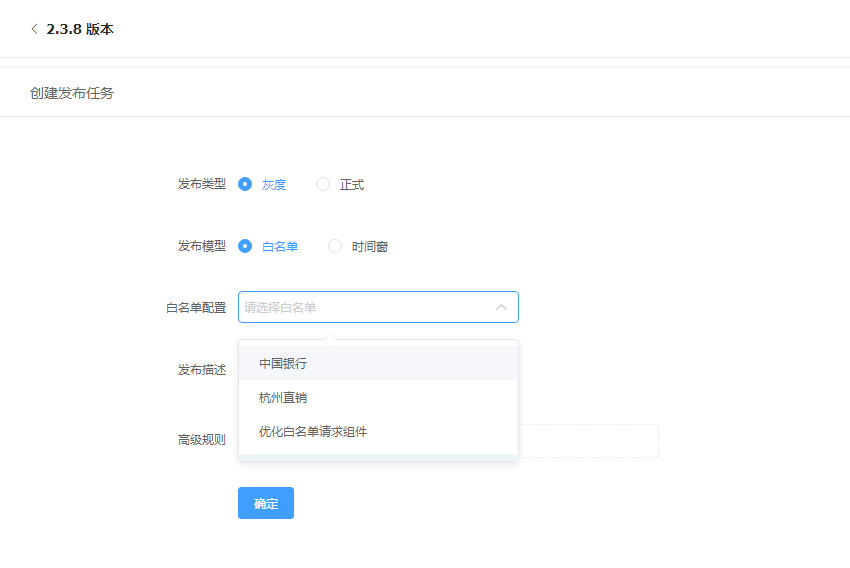 2.3.8 版本
创建发布任务
发布类型 灰度 正式
发布模型 白名单 时间窗
白名单配置 请选择白名单
中国银行
发布描述
杭州直销
优化白名单请求组件
高级规则
确定